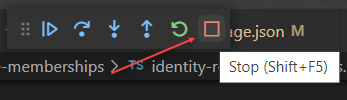 age.json M
-memberships > TS identity-r
Stop (Shift+F5)
s.